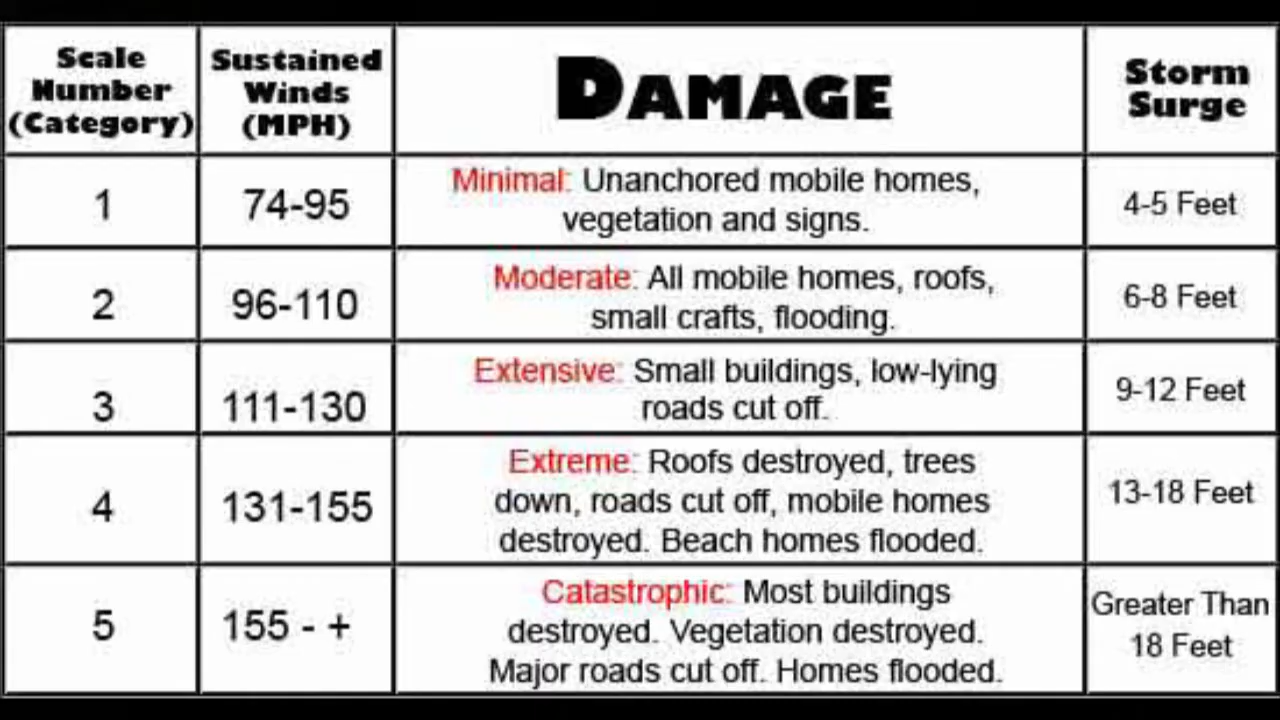 Scale Number (Category)
Sustained Winds (MPH)
DAMAGE
Storm Surge
1
74-95
Minimal: Unanchored mobile homes,
vegetation and signs.
4-5 Feet
2
96-110
Moderate: All mobile homes, roofs,
small crafts, flooding.
6-8 Feet
3
111-130
Extensive: Small buildings, low-lying
roads cut off.
9-12 Feet
4
131-155
Extreme: Roofs destroyed, trees
down, roads cut off, mobile homes
destroyed. Beach homes flooded.
13-18 Feet
5
155 - +
Catastrophic: Most buildings
destroyed. Vegetation destroyed.
Major roads cut off. Homes flooded.
Greater Than
18 Feet